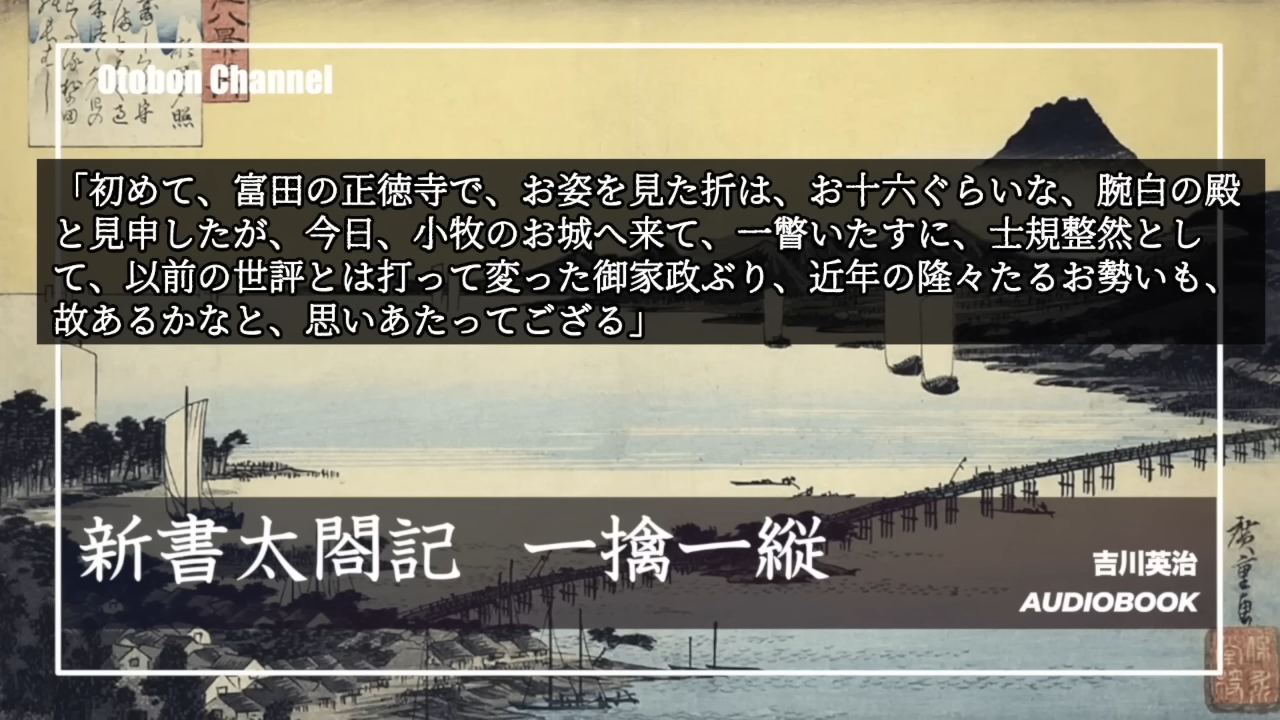 Otobon Channel
「初めて、富田の正徳寺で、お姿を見た折は、お十六ぐらいな、腕白の殿
と見申したが、今日、小牧のお城へ来て、一瞥いたすに、士規整然とし
て、以前の世評とは打って変った御家政ぶり、近年の隆々たるお勢いも、
故あるかなと、思いあたってござる」
新書太閤記　一擒一縦
吉川英治
AUDIOBOOK